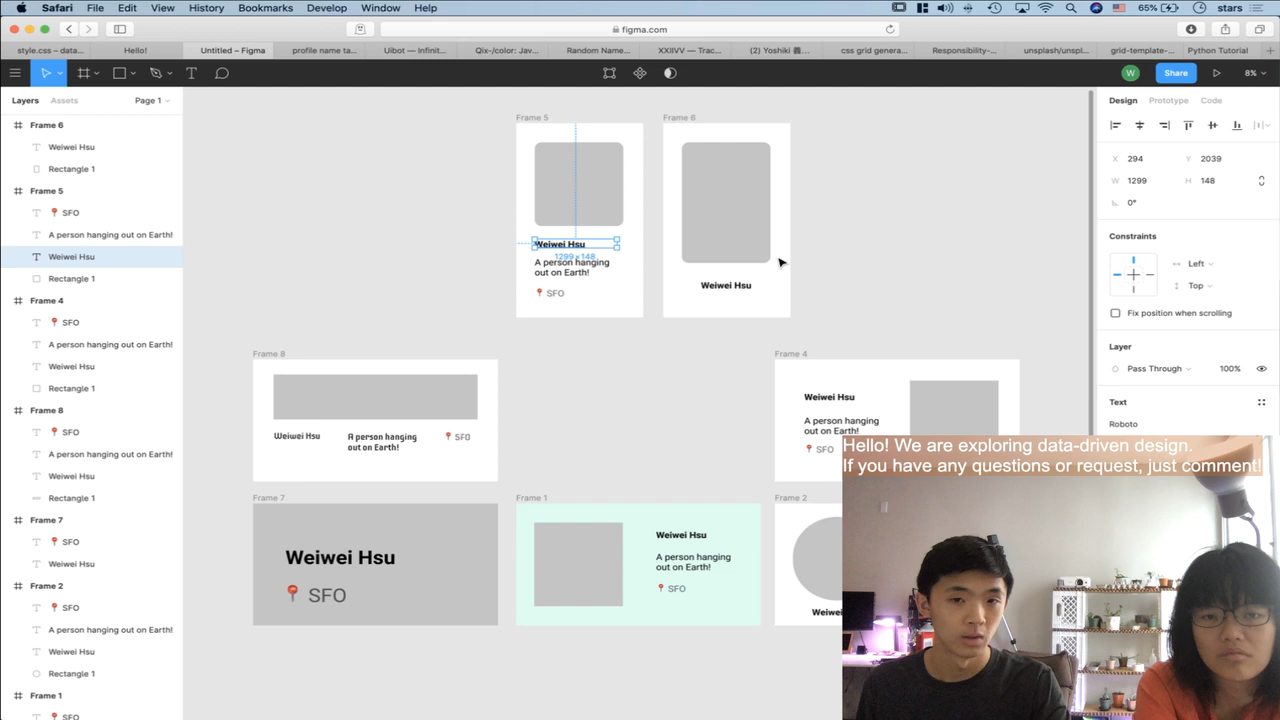 Safari File Edit View History Bookmarks Develop Window Help 65% stars
figma.com
style.css – data... Hello! Untitled – Figma profile name ta... Uibot — Infinit... Qix-/color: Jav... Random Name... XXIIVV — Trac... css grid genera... Responsibility-... unsplash/unspl... grid-template-... Python Tutorial
W Share 8%
Layers Assets Page 1
Frame 6
Weiwei Hsu
Rectangle 1
Frame 5
📍 SFO
A person hanging out on Earth!
Weiwei Hsu
Rectangle 1
Frame 4
📍 SFO
A person hanging out on Earth!
Weiwei Hsu
Rectangle 1
Frame 8
📍 SFO
A person hanging out on Earth!
Weiwei Hsu
Rectangle 1
Frame 7
📍 SFO
Weiwei Hsu
Frame 2
📍 SFO
A person hanging out on Earth!
Weiwei Hsu
Rectangle 1
Frame 1
📍 SFO
Frame 5
Weiwei Hsu
1299 × 148
A person hanging
out on Earth!
📍 SFO
Frame 6
Weiwei Hsu
Frame 8
Weiwei Hsu
A person hanging
out on Earth!
📍 SFO
Frame 4
Weiwei Hsu
A person hanging
out on Earth!
📍 SFO
Frame 7
Weiwei Hsu
📍 SFO
Frame 1
Weiwei Hsu
A person hanging
out on Earth!
📍 SFO
Frame 2
Weiwe
Design Prototype Code
X 294 Y 2039
W 1299 H 148
0°
Constraints
Left
Top
Fix position when scrolling
Layer
Pass Through 100%
Text
Roboto
Hello! We are exploring data-driven design.
If you have any questions or request, just comment!